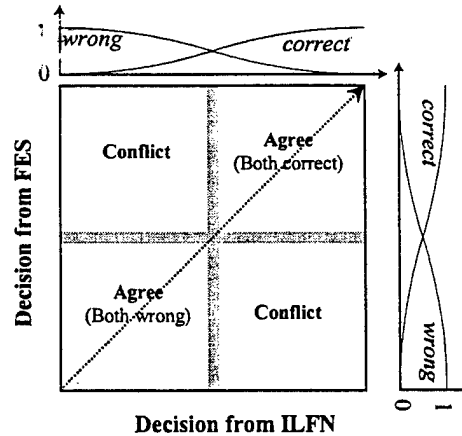 1
wrong
correct
0
Conflict
Agree
(Both correct)
Decision from FES
correct
Agree
(Both wrong)
Conflict
wrong
0
1
Decision from ILFN